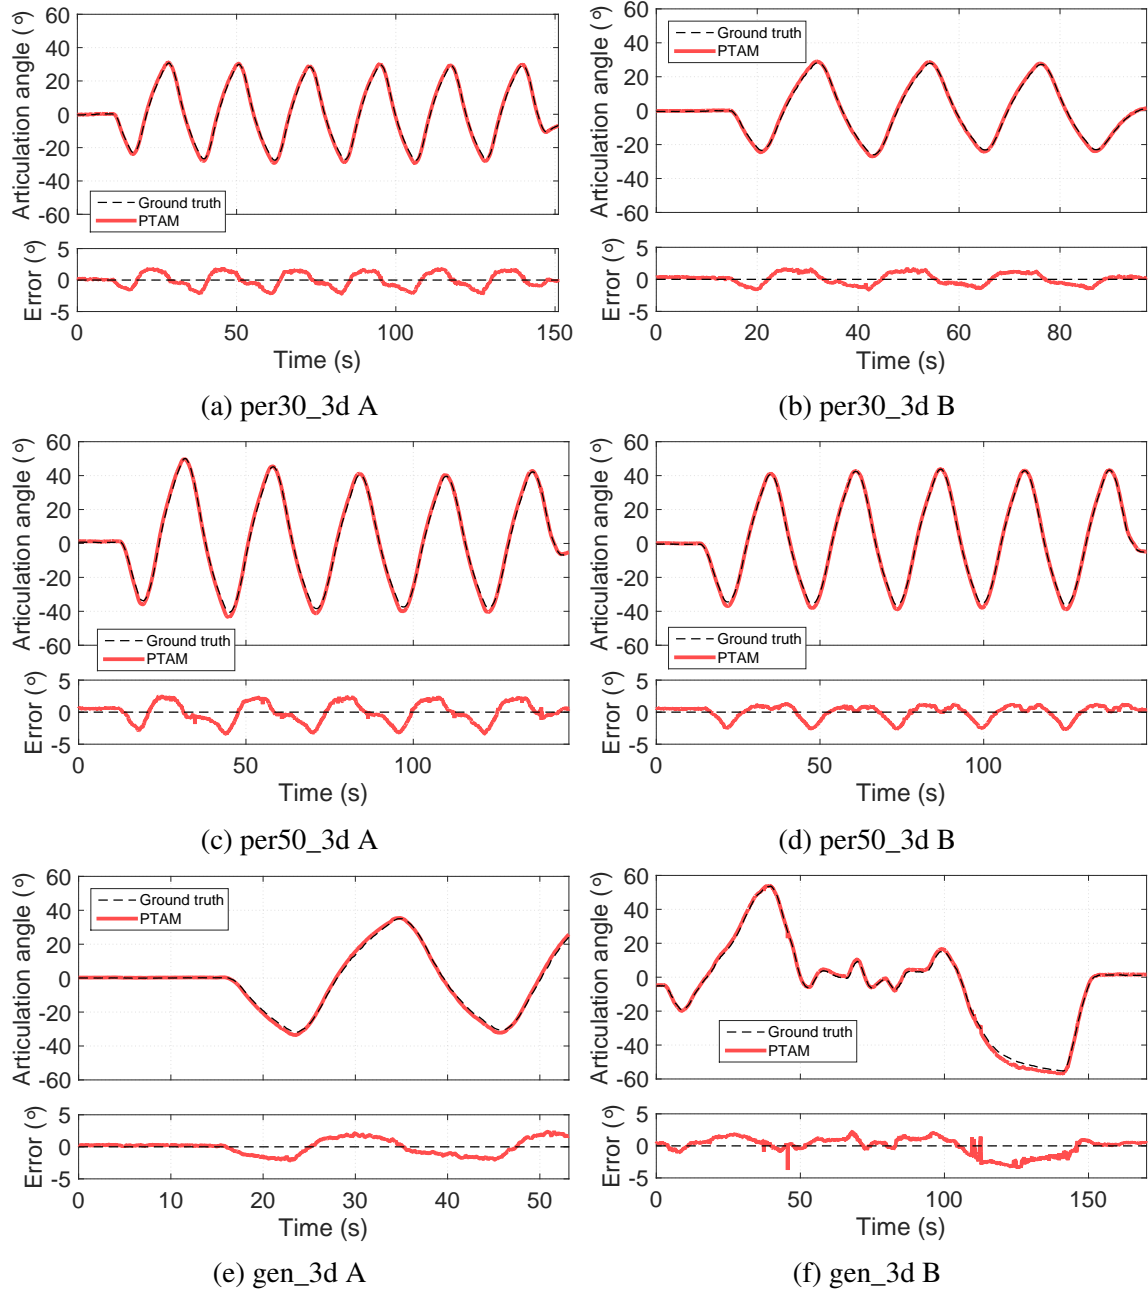 60
40
20
0
-20
-40
-60
Articulation angle (°)
Ground truth
PTAM
5
0
-5
Error (°)
0 50 100 150
Time (s)
(a) per30_3d A
60
40
20
0
-20
-40
-60
Articulation angle (°)
Ground truth
PTAM
5
0
-5
Error (°)
0 20 40 60 80
Time (s)
(b) per30_3d B
60
40
20
0
-20
-40
-60
Articulation angle (°)
Ground truth
PTAM
5
0
-5
Error (°)
0 50 100
Time (s)
(c) per50_3d A
60
40
20
0
-20
-40
-60
Articulation angle (°)
Ground truth
PTAM
5
0
-5
Error (°)
0 50 100
Time (s)
(d) per50_3d B
60
40
20
0
-20
-40
-60
Articulation angle (°)
Ground truth
PTAM
5
0
-5
Error (°)
0 10 20 30 40 50
Time (s)
(e) gen_3d A
60
40
20
0
-20
-40
-60
Articulation angle (°)
Ground truth
PTAM
5
0
-5
Error (°)
0 50 100 150
Time (s)
(f) gen_3d B